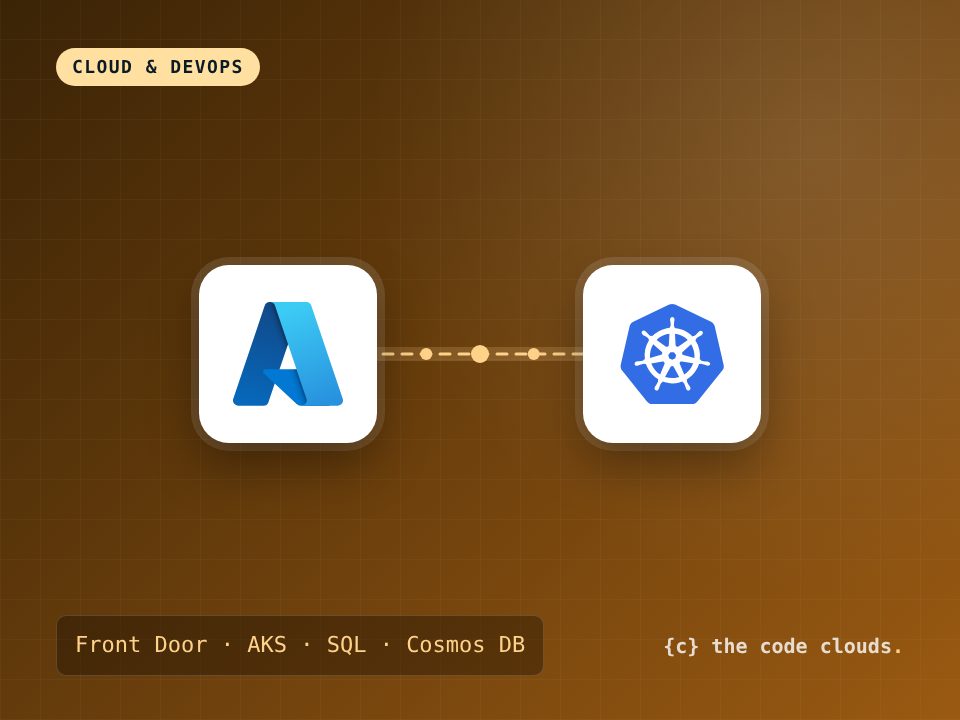 CLOUD & DEVOPS
Front Door · AKS · SQL · Cosmos DB
{c} the code clouds.